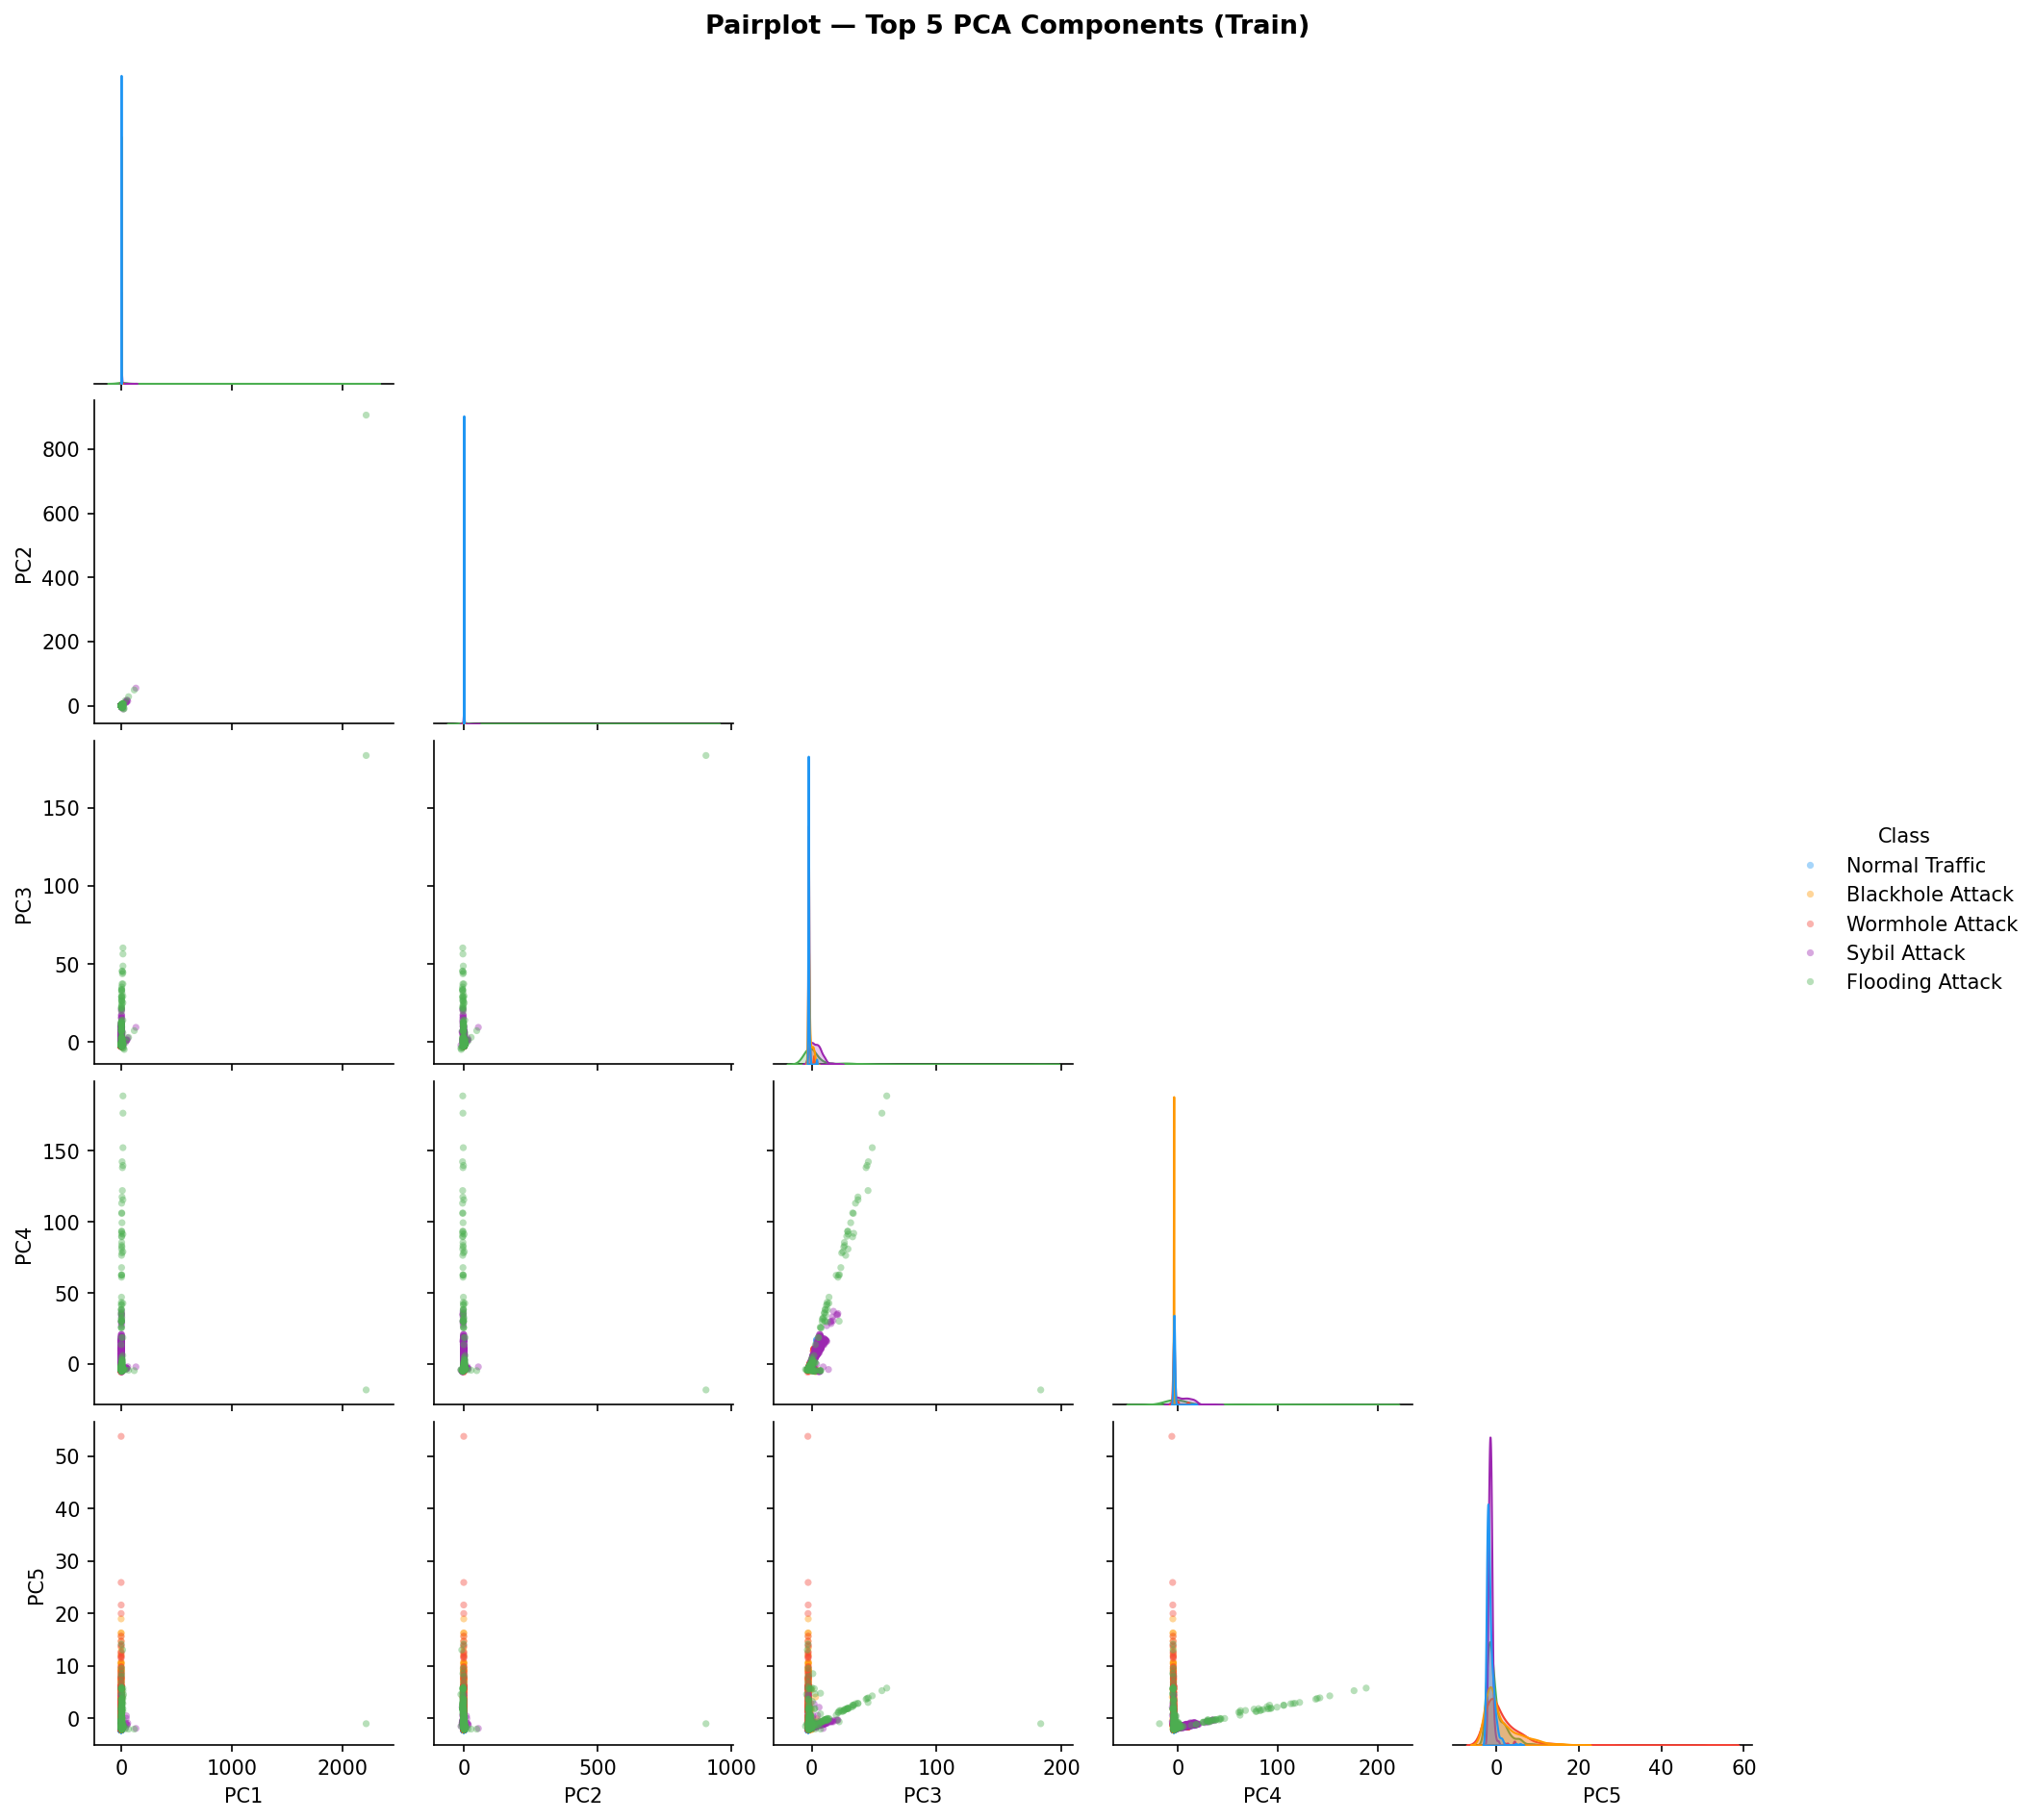 Pairplot — Top 5 PCA Components (Train)
800
600
400
200
0
PC2
150
100
50
0
PC3
Class
Normal Traffic
Blackhole Attack
Wormhole Attack
Sybil Attack
Flooding Attack
150
100
50
0
PC4
50
40
30
20
10
0
PC5
0 1000 2000
0 500 1000
0 100 200
0 100 200
0 20 40 60
PC1 PC2 PC3 PC4 PC5